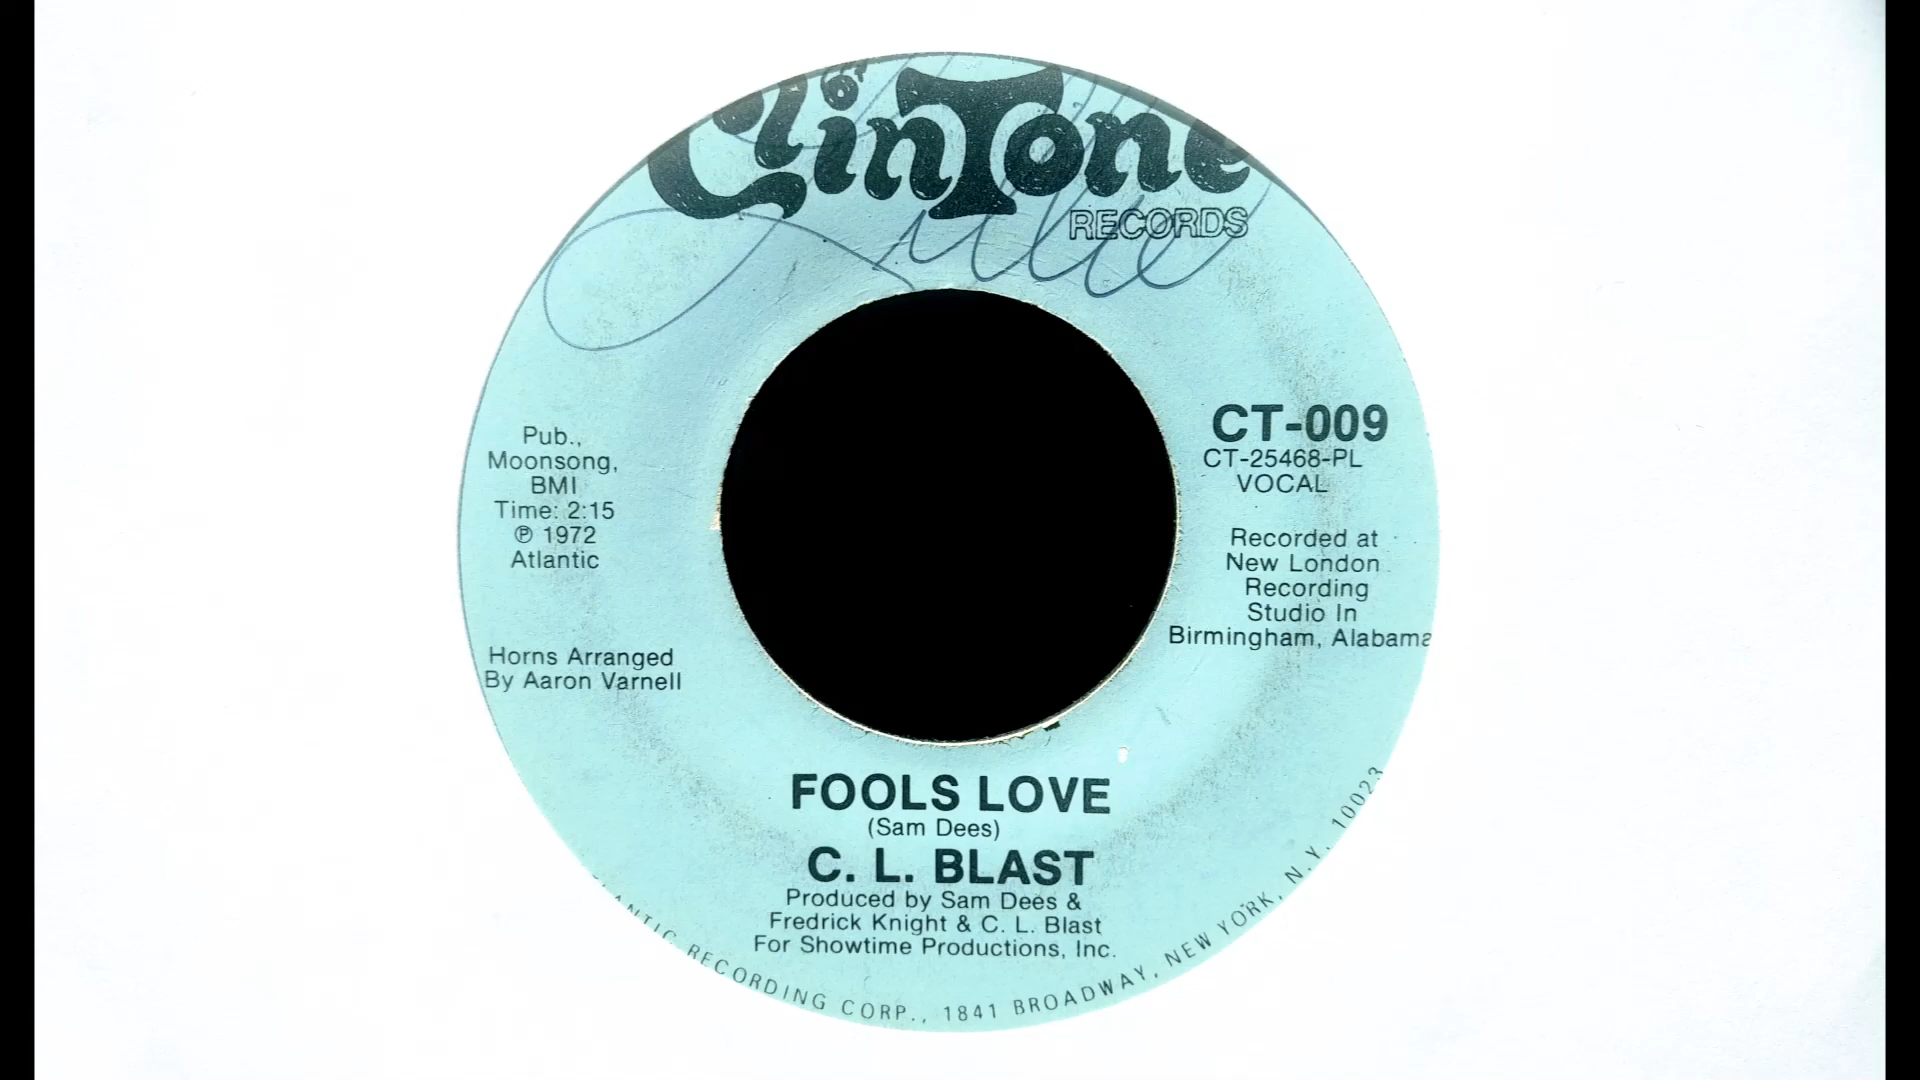 ClinTone
RECORDS
Pub.,
Moonsong,
BMI
Time: 2:15
℗ 1972
Atlantic
Horns Arranged
By Aaron Varnell
CT-009
CT-25468-PL
VOCAL
Recorded at
New London
Recording
Studio In
Birmingham, Alabama
FOOLS LOVE
(Sam Dees)
C. L. BLAST
Produced by Sam Dees &
Fredrick Knight & C. L. Blast
For Showtime Productions, Inc.
LANTIC RECORDING CORP., 1841 BROADWAY, NEW YORK, N.Y. 10023